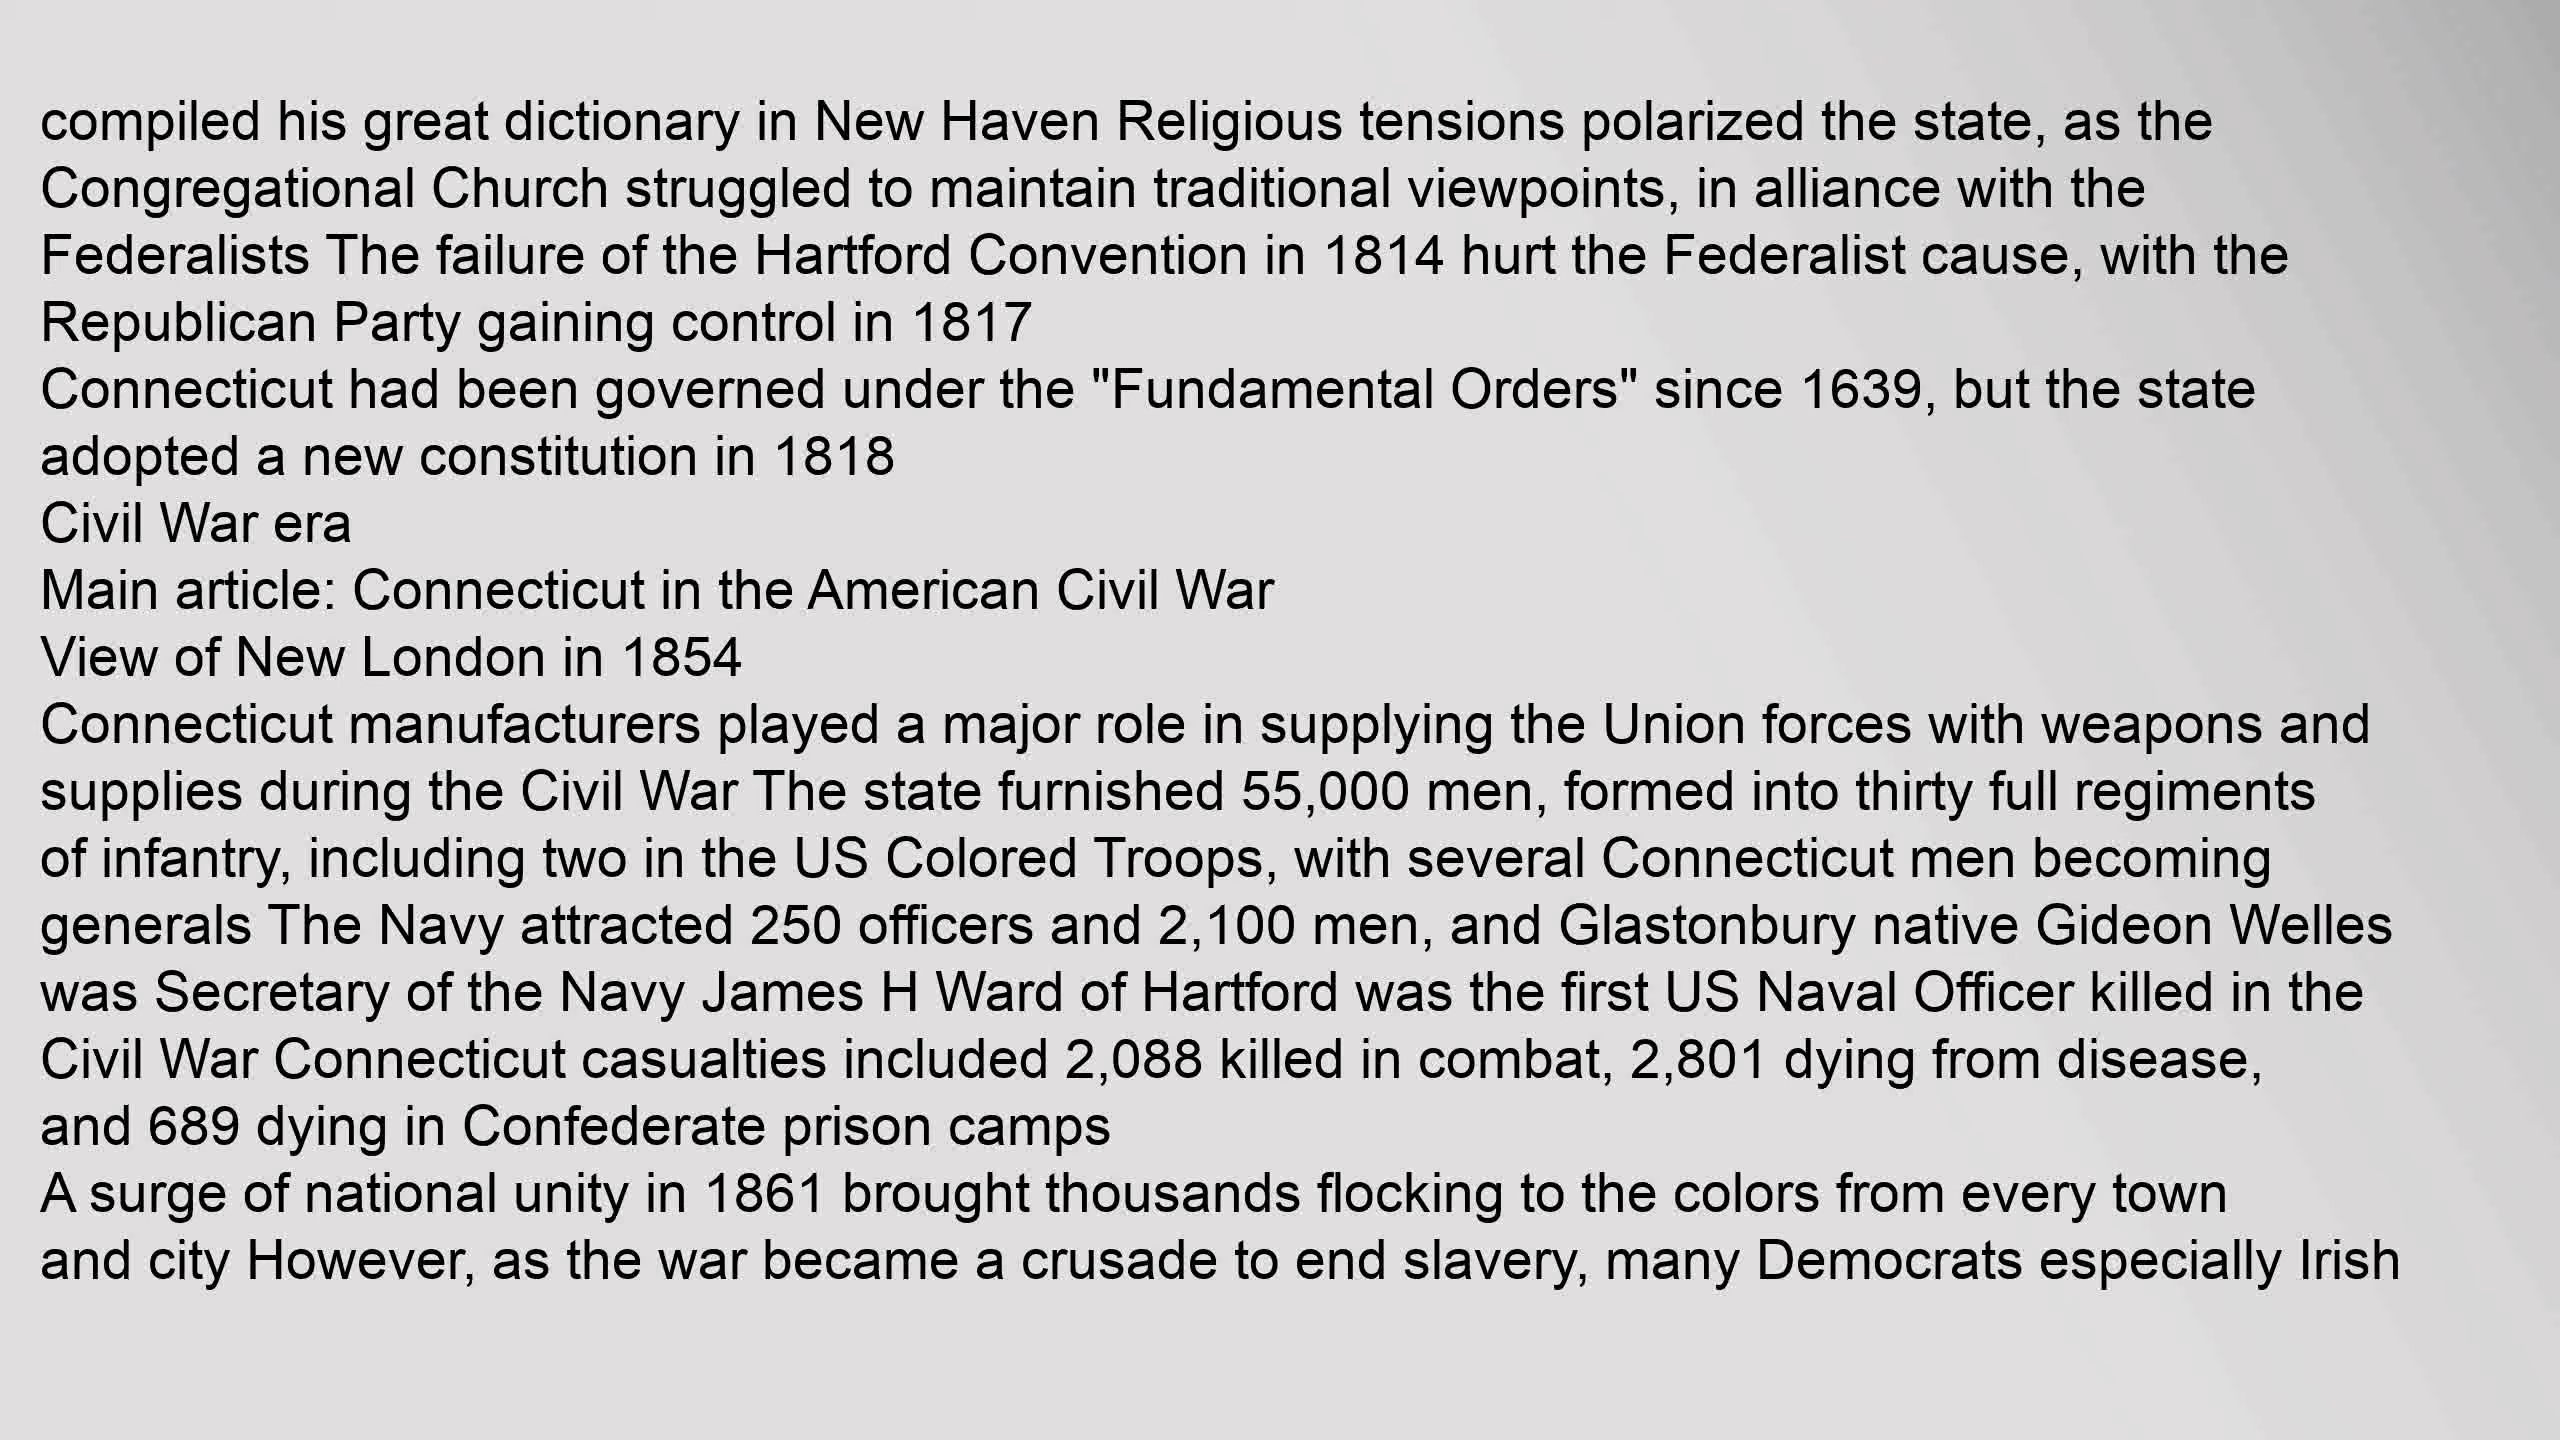 compiled his great dictionary in New Haven Religious tensions polarized the state, as the
Congregational Church struggled to maintain traditional viewpoints, in alliance with the
Federalists The failure of the Hartford Convention in 1814 hurt the Federalist cause, with the
Republican Party gaining control in 1817
Connecticut had been governed under the "Fundamental Orders" since 1639, but the state
adopted a new constitution in 1818
Civil War era
Main article: Connecticut in the American Civil War
View of New London in 1854
Connecticut manufacturers played a major role in supplying the Union forces with weapons and
supplies during the Civil War The state furnished 55,000 men, formed into thirty full regiments
of infantry, including two in the US Colored Troops, with several Connecticut men becoming
generals The Navy attracted 250 officers and 2,100 men, and Glastonbury native Gideon Welles
was Secretary of the Navy James H Ward of Hartford was the first US Naval Officer killed in the
Civil War Connecticut casualties included 2,088 killed in combat, 2,801 dying from disease,
and 689 dying in Confederate prison camps
A surge of national unity in 1861 brought thousands flocking to the colors from every town
and city However, as the war became a crusade to end slavery, many Democrats especially Irish